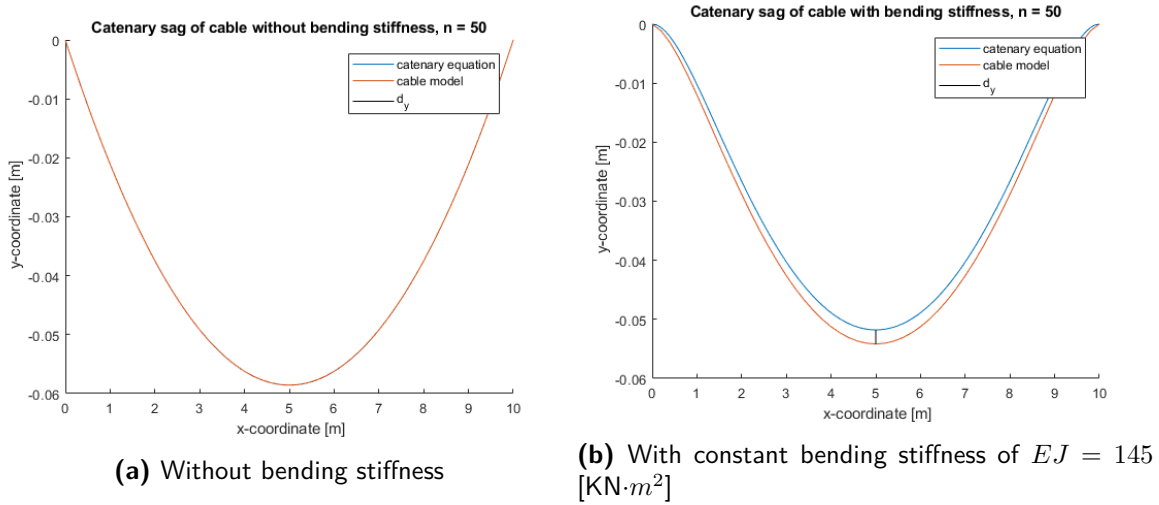 Catenary sag of cable without bending stiffness, n = 50
0
-0.01
-0.02
-0.03
-0.04
-0.05
-0.06
y-coordinate [m]
catenary equation
cable model
d_y
0 1 2 3 4 5 6 7 8 9 10
x-coordinate [m]
(a) Without bending stiffness
Catenary sag of cable with bending stiffness, n = 50
0
-0.01
-0.02
-0.03
-0.04
-0.05
-0.06
y-coordinate [m]
catenary equation
cable model
d_y
0 1 2 3 4 5 6 7 8 9 10
x-coordinate [m]
(b) With constant bending stiffness of EJ = 145
[KN·m²]